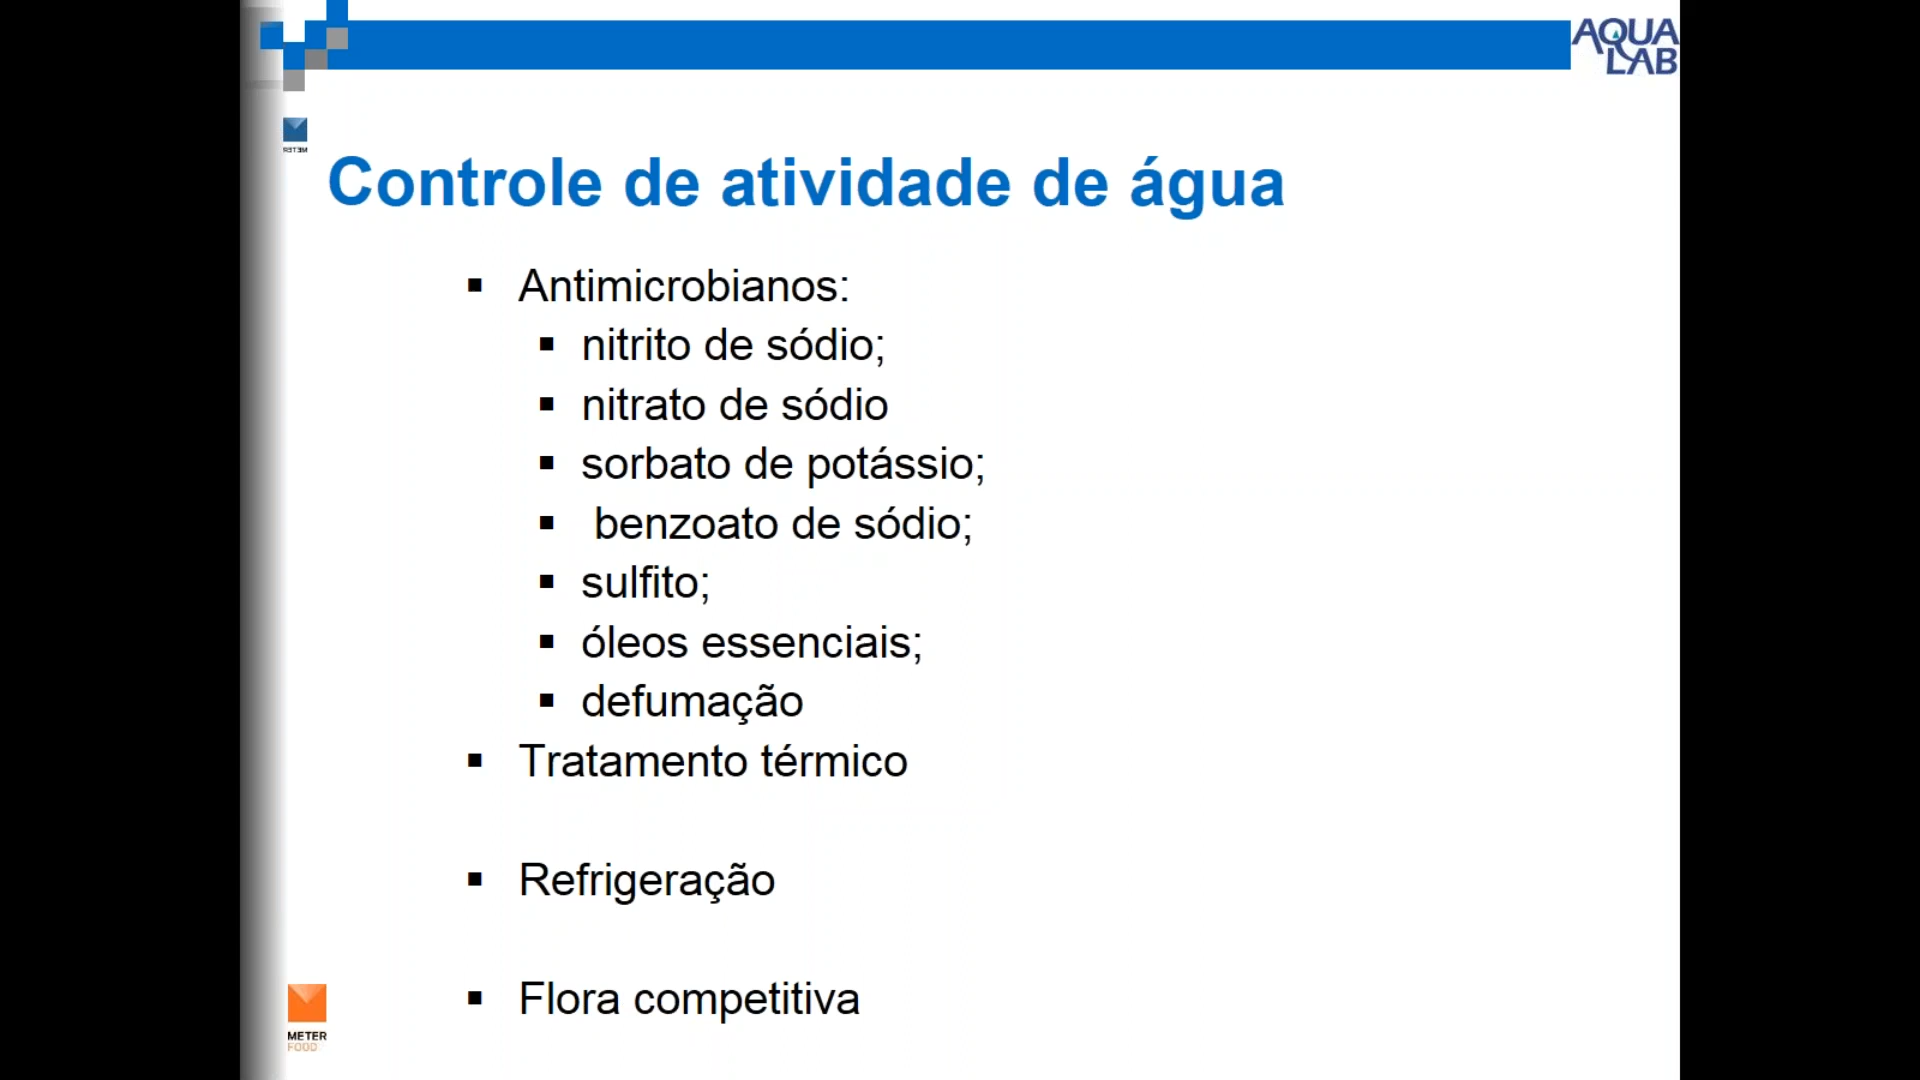 AQUA
LAB
METER
Controle de atividade de água
▪ Antimicrobianos:
▪ nitrito de sódio;
▪ nitrato de sódio
▪ sorbato de potássio;
▪ benzoato de sódio;
▪ sulfito;
▪ óleos essenciais;
▪ defumação
▪ Tratamento térmico
▪ Refrigeração
▪ Flora competitiva
METER
FOOD